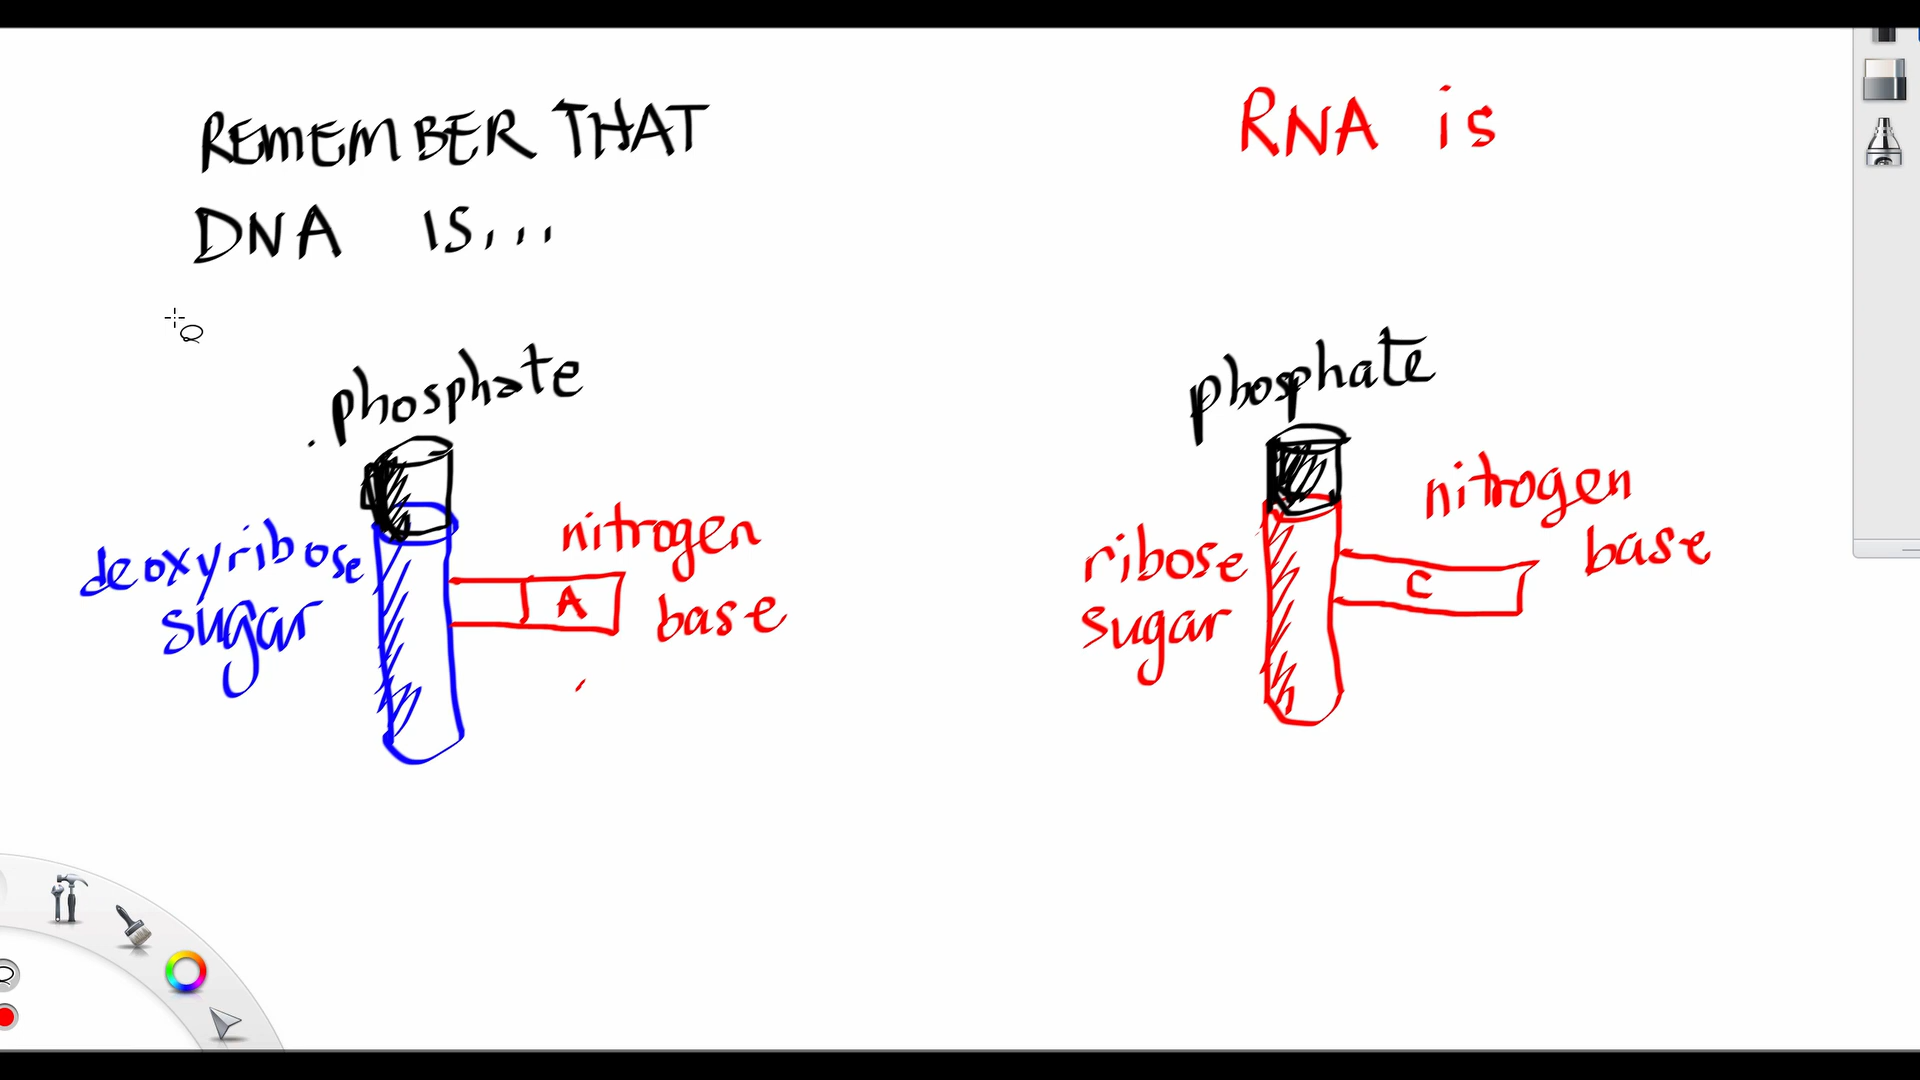 REMEMBER THAT
DNA IS...
phosphate
deoxyribose
sugar
nitrogen
base
A
RNA is
phosphate
ribose
sugar
nitrogen
base
C